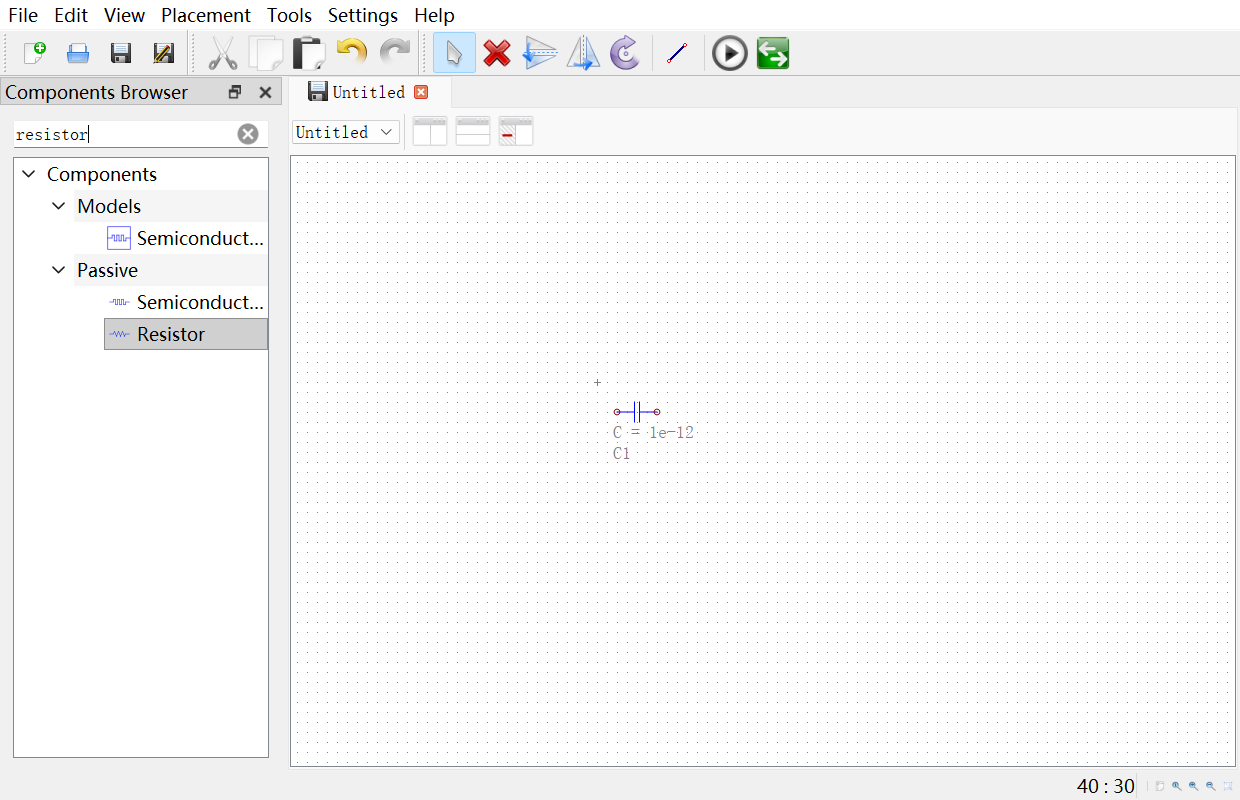 File Edit View Placement Tools Settings Help
Components Browser
Untitled
resistor
Untitled
Components
Models
Semiconduct...
Passive
Semiconduct...
Resistor
C = 1e-12
C1
40 : 30